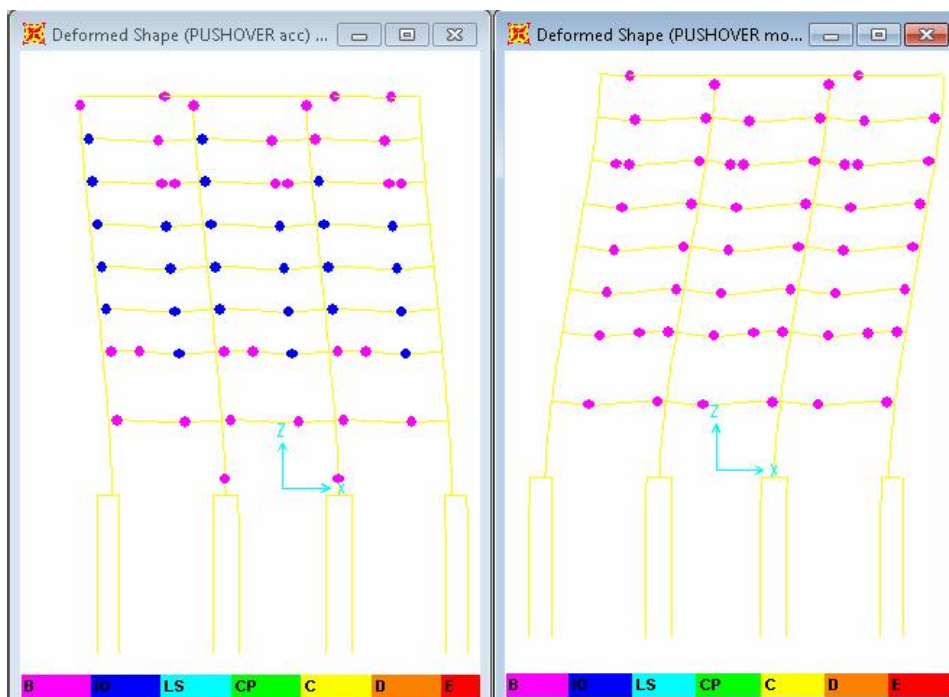 Deformed Shape (PUSHOVER acc) ...
Deformed Shape (PUSHOVER mo...
Z
X
Z
X
B IO LS CP C D E
B IO LS CP C D E